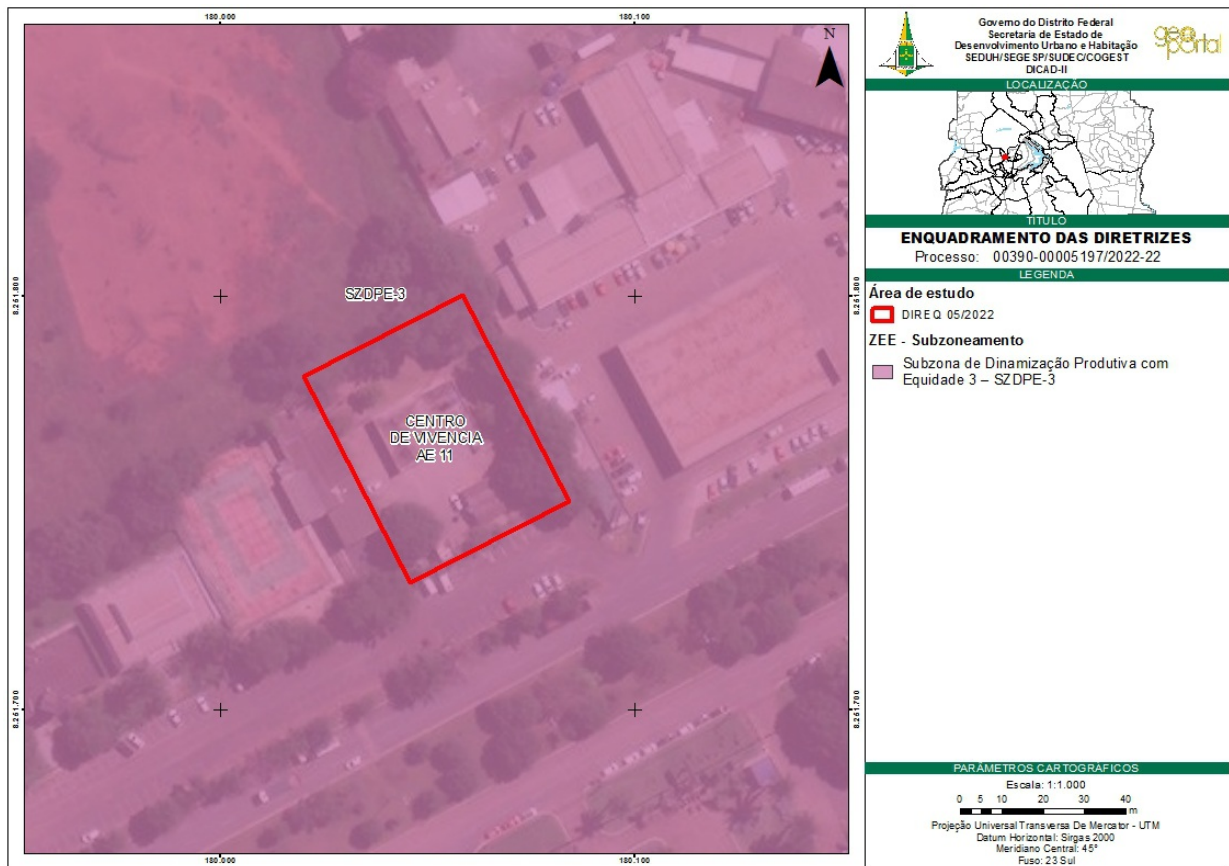 180.000
180.100
N
8.251.800
8.251.800
SZDPE-3
CENTRO
DE VIVENCIA
AE 11
8.251.700
8.251.700
180.000
180.100
Governo do Distrito Federal
Secretaria de Estado de
Desenvolvimento Urbano e Habitação
SEDUH/SEGESP/SUDEC/COGEST
DICAD-II
geo
portal
LOCALIZAÇÃO
TÍTULO
ENQUADRAMENTO DAS DIRETRIZES
Processo: 00390-00005197/2022-22
LEGENDA
Área de estudo
DIREQ 05/2022
ZEE - Subzoneamento
Subzona de Dinamização Produtiva com
Equidade 3 – SZDPE-3
PARÂMETROS CARTOGRÁFICOS
Escala: 1:1.000
0 5 10 20 30 40
m
Projeção Universal Transversa De Mercator - UTM
Datum Horizontal: Sirgas 2000
Meridiano Central: 45°
Fuso: 23 Sul